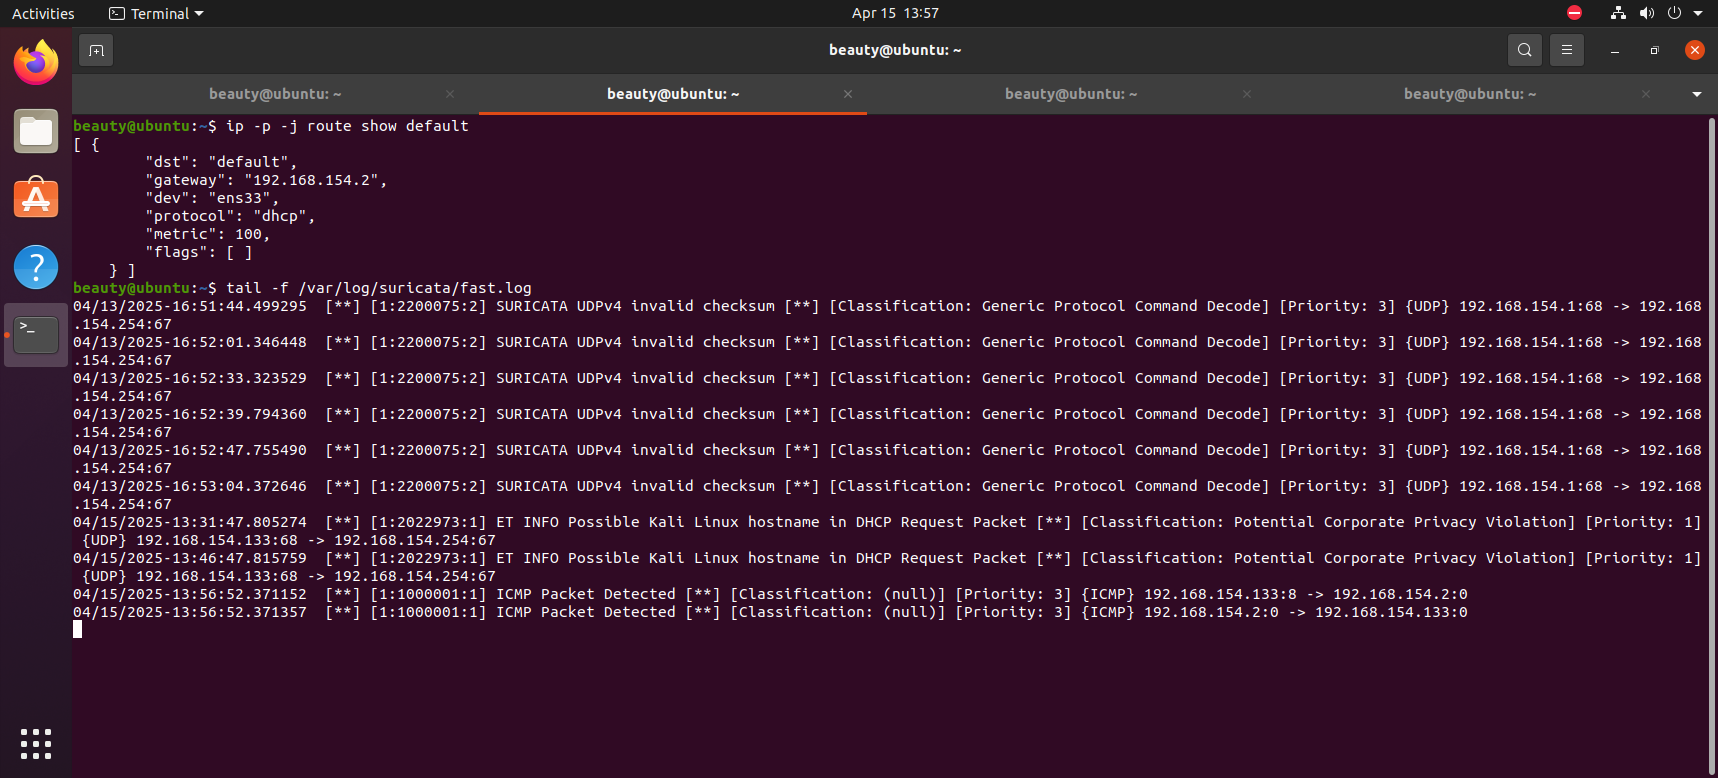 Activities Terminal Apr 15 13:57
beauty@ubuntu: ~
beauty@ubuntu: ~ beauty@ubuntu: ~ beauty@ubuntu: ~ beauty@ubuntu: ~
beauty@ubuntu:~$ ip -p -j route show default
[ {
        "dst": "default",
        "gateway": "192.168.154.2",
        "dev": "ens33",
        "protocol": "dhcp",
        "metric": 100,
        "flags": [ ]
    } ]
beauty@ubuntu:~$ tail -f /var/log/suricata/fast.log
04/13/2025-16:51:44.499295  [**] [1:2200075:2] SURICATA UDPv4 invalid checksum [**] [Classification: Generic Protocol Command Decode] [Priority: 3] {UDP} 192.168.154.1:68 -> 192.168
.154.254:67
04/13/2025-16:52:01.346448  [**] [1:2200075:2] SURICATA UDPv4 invalid checksum [**] [Classification: Generic Protocol Command Decode] [Priority: 3] {UDP} 192.168.154.1:68 -> 192.168
.154.254:67
04/13/2025-16:52:33.323529  [**] [1:2200075:2] SURICATA UDPv4 invalid checksum [**] [Classification: Generic Protocol Command Decode] [Priority: 3] {UDP} 192.168.154.1:68 -> 192.168
.154.254:67
04/13/2025-16:52:39.794360  [**] [1:2200075:2] SURICATA UDPv4 invalid checksum [**] [Classification: Generic Protocol Command Decode] [Priority: 3] {UDP} 192.168.154.1:68 -> 192.168
.154.254:67
04/13/2025-16:52:47.755490  [**] [1:2200075:2] SURICATA UDPv4 invalid checksum [**] [Classification: Generic Protocol Command Decode] [Priority: 3] {UDP} 192.168.154.1:68 -> 192.168
.154.254:67
04/13/2025-16:53:04.372646  [**] [1:2200075:2] SURICATA UDPv4 invalid checksum [**] [Classification: Generic Protocol Command Decode] [Priority: 3] {UDP} 192.168.154.1:68 -> 192.168
.154.254:67
04/15/2025-13:31:47.805274  [**] [1:2022973:1] ET INFO Possible Kali Linux hostname in DHCP Request Packet [**] [Classification: Potential Corporate Privacy Violation] [Priority: 1]
 {UDP} 192.168.154.133:68 -> 192.168.154.254:67
04/15/2025-13:46:47.815759  [**] [1:2022973:1] ET INFO Possible Kali Linux hostname in DHCP Request Packet [**] [Classification: Potential Corporate Privacy Violation] [Priority: 1]
 {UDP} 192.168.154.133:68 -> 192.168.154.254:67
04/15/2025-13:56:52.371152  [**] [1:1000001:1] ICMP Packet Detected [**] [Classification: (null)] [Priority: 3] {ICMP} 192.168.154.133:8 -> 192.168.154.2:0
04/15/2025-13:56:52.371357  [**] [1:1000001:1] ICMP Packet Detected [**] [Classification: (null)] [Priority: 3] {ICMP} 192.168.154.2:0 -> 192.168.154.133:0